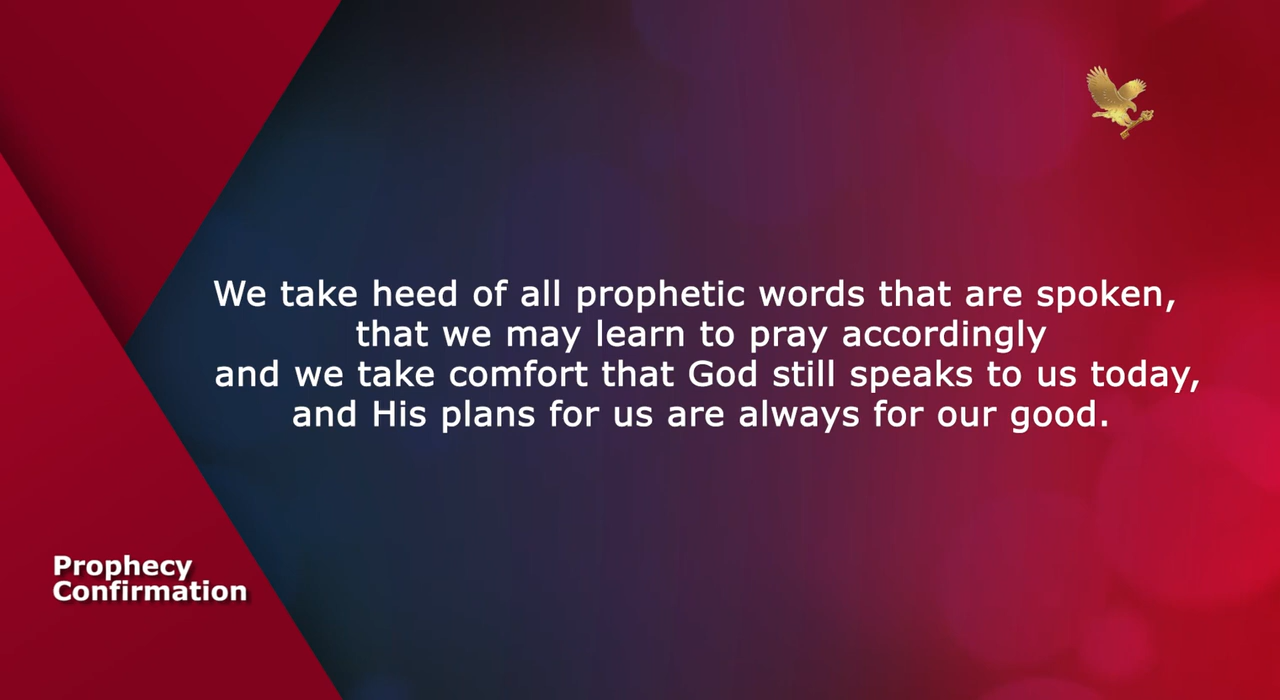 We take heed of all prophetic words that are spoken,
that we may learn to pray accordingly
and we take comfort that God still speaks to us today,
and His plans for us are always for our good.
Prophecy
Confirmation